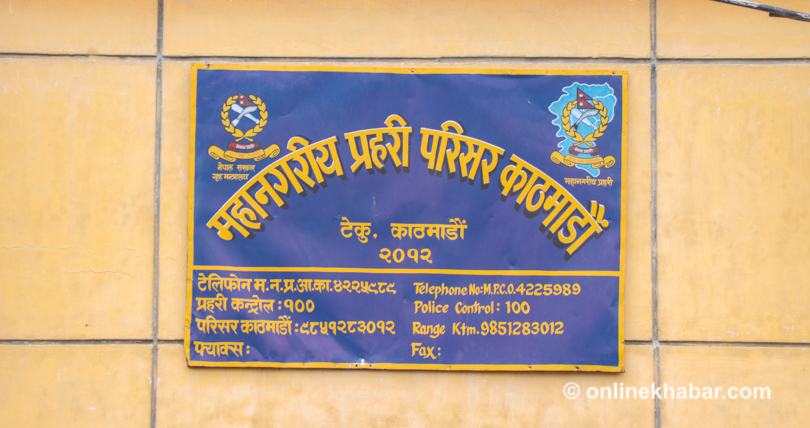 नेपाल सरकार
गृह मन्त्रालय
महानगरीय प्रहरी
महानगरीय प्रहरी परिसर काठमाडौं
टेकु, काठमाडौं
२०१२
टेलिफोन म.न.प्र.आ.का.४२२५९८९
प्रहरी कन्ट्रोल : १००
परिसर काठमाडौं : ९८५१२८३०१२
फ्याक्स :
Telephone No: M.P.C.O. 4225989
Police Control : 100
Range Ktm. 9851283012
Fax :
© onlinekhabar.com